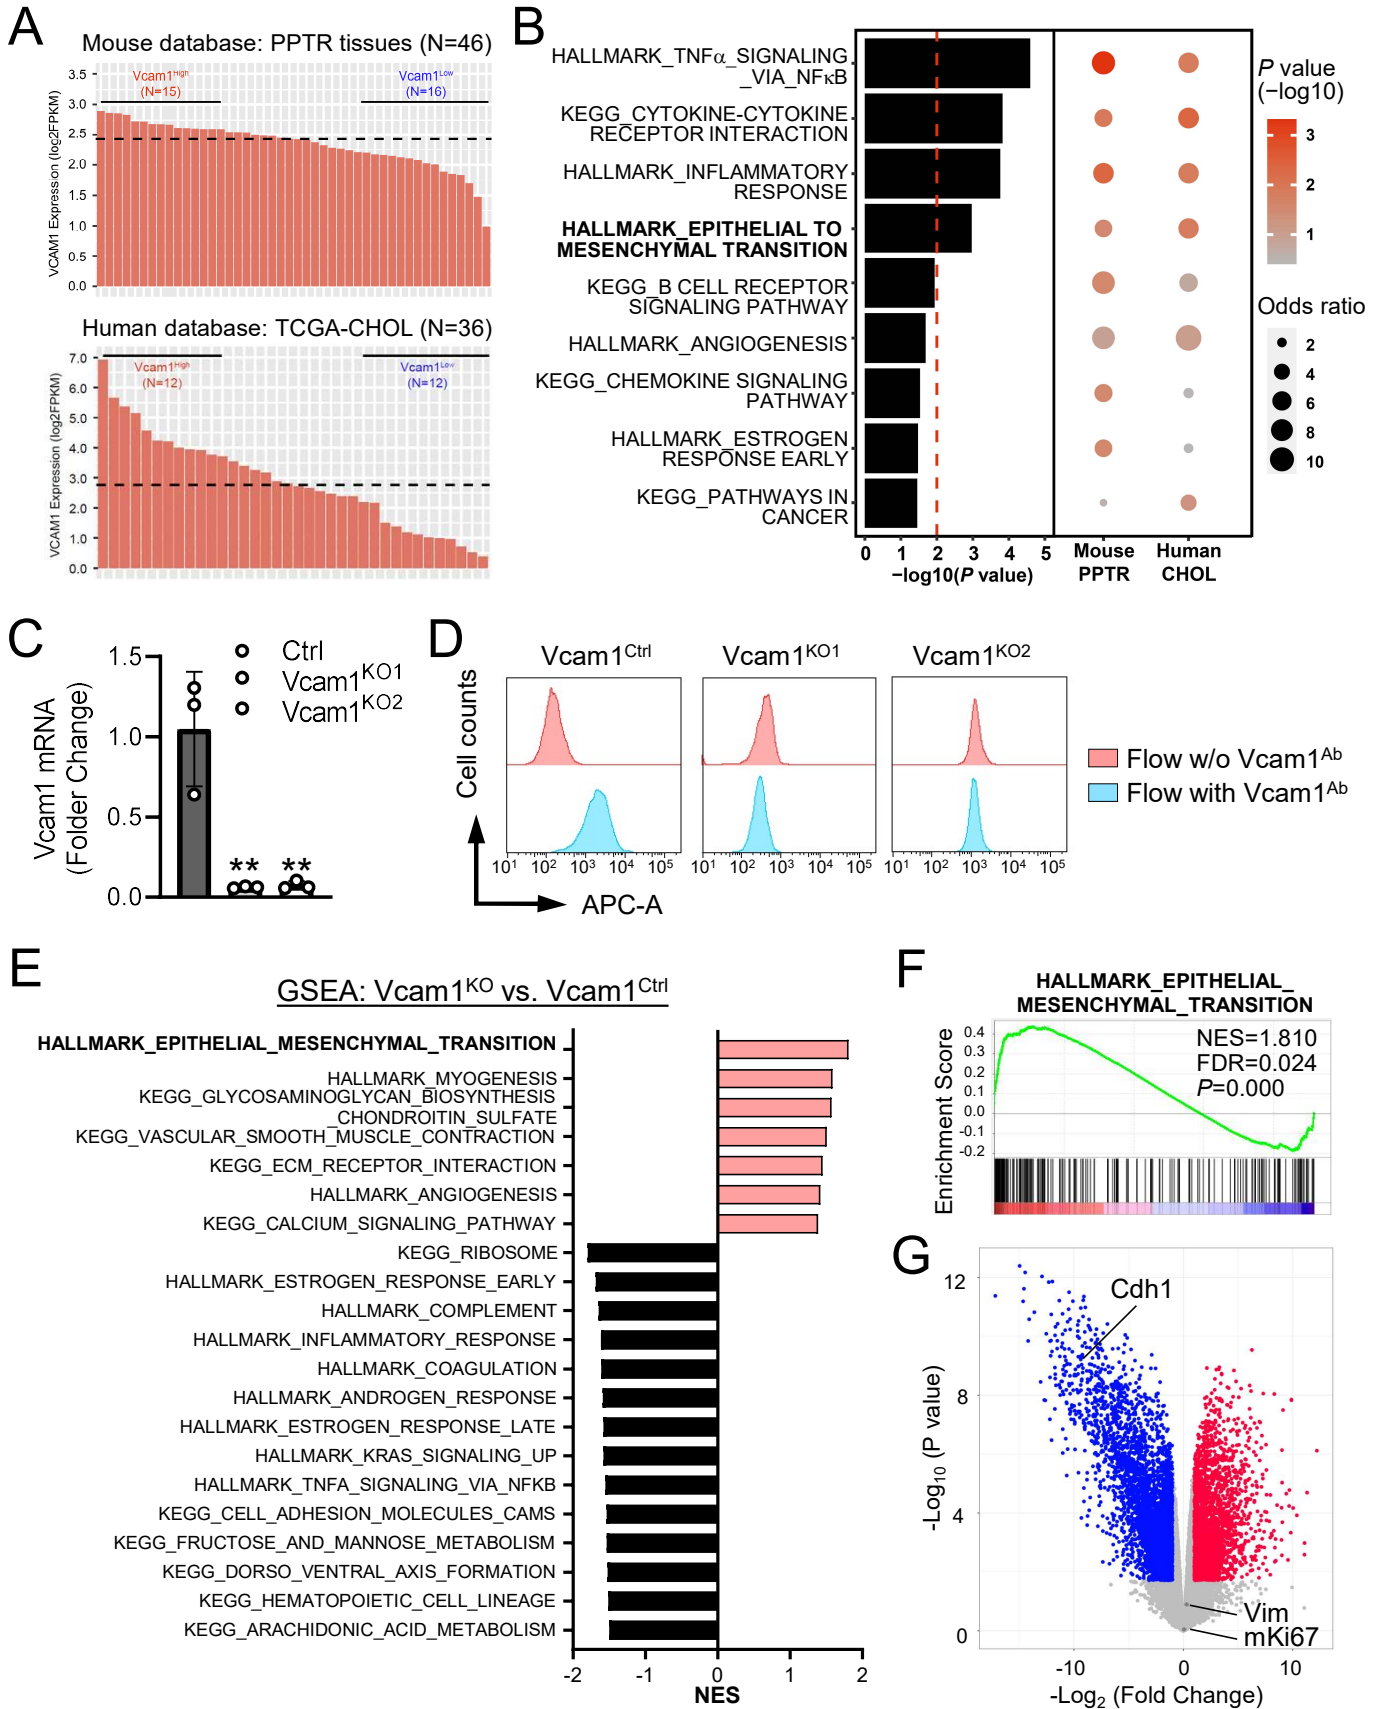 A
Mouse database: PPTR tissues (N=46)
VCAM1 Expression (log2FPKM)
3.5
3.0
2.5
2.0
1.5
1.0
0.5
0.0
Vcam1High
(N=15)
Vcam1Low
(N=16)
Human database: TCGA-CHOL (N=36)
VCAM1 Expression (log2FPKM)
7.0
6.0
5.0
4.0
3.0
2.0
1.0
0.0
Vcam1High
(N=12)
Vcam1Low
(N=12)
B
HALLMARK_TNFα_SIGNALING
_VIA_NFκB
KEGG_CYTOKINE-CYTOKINE
RECEPTOR INTERACTION
HALLMARK_INFLAMMATORY
RESPONSE
HALLMARK_EPITHELIAL TO
MESENCHYMAL TRANSITION
KEGG_B CELL RECEPTOR
SIGNALING PATHWAY
HALLMARK_ANGIOGENESIS
KEGG_CHEMOKINE SIGNALING
PATHWAY
HALLMARK_ESTROGEN
RESPONSE EARLY
KEGG_PATHWAYS IN
CANCER
0 1 2 3 4 5
−log10(P value)
Mouse
PPTR
Human
CHOL
P value
(−log10)
3
2
1
Odds ratio
2
4
6
8
10
C
Vcam1 mRNA
(Folder Change)
1.5
1.0
0.5
0.0
Ctrl
Vcam1KO1
Vcam1KO2
** **
D
Cell counts
Vcam1Ctrl
Vcam1KO1
Vcam1KO2
101 102 103 104 105
101 102 103 104 105
101 102 103 104 105
APC-A
Flow w/o Vcam1Ab
Flow with Vcam1Ab
E
GSEA: Vcam1KO vs. Vcam1Ctrl
HALLMARK_EPITHELIAL_MESENCHYMAL_TRANSITION
HALLMARK_MYOGENESIS
KEGG_GLYCOSAMINOGLYCAN_BIOSYNTHESIS
_CHONDROITIN_SULFATE
KEGG_VASCULAR_SMOOTH_MUSCLE_CONTRACTION
KEGG_ECM_RECEPTOR_INTERACTION
HALLMARK_ANGIOGENESIS
KEGG_CALCIUM_SIGNALING_PATHWAY
KEGG_RIBOSOME
HALLMARK_ESTROGEN_RESPONSE_EARLY
HALLMARK_COMPLEMENT
HALLMARK_INFLAMMATORY_RESPONSE
HALLMARK_COAGULATION
HALLMARK_ANDROGEN_RESPONSE
HALLMARK_ESTROGEN_RESPONSE_LATE
HALLMARK_KRAS_SIGNALING_UP
HALLMARK_TNFA_SIGNALING_VIA_NFKB
KEGG_CELL_ADHESION_MOLECULES_CAMS
KEGG_FRUCTOSE_AND_MANNOSE_METABOLISM
KEGG_DORSO_VENTRAL_AXIS_FORMATION
KEGG_HEMATOPOIETIC_CELL_LINEAGE
KEGG_ARACHIDONIC_ACID_METABOLISM
-2 -1 0 1 2
NES
F
HALLMARK_EPITHELIAL_
MESENCHYMAL_TRANSITION
Enrichment Score
0.4
0.3
0.2
0.1
0.0
-0.1
-0.2
NES=1.810
FDR=0.024
P=0.000
G
-Log10 (P value)
12
8
4
0
Cdh1
Vim
mKi67
-10 0 10
-Log2 (Fold Change)